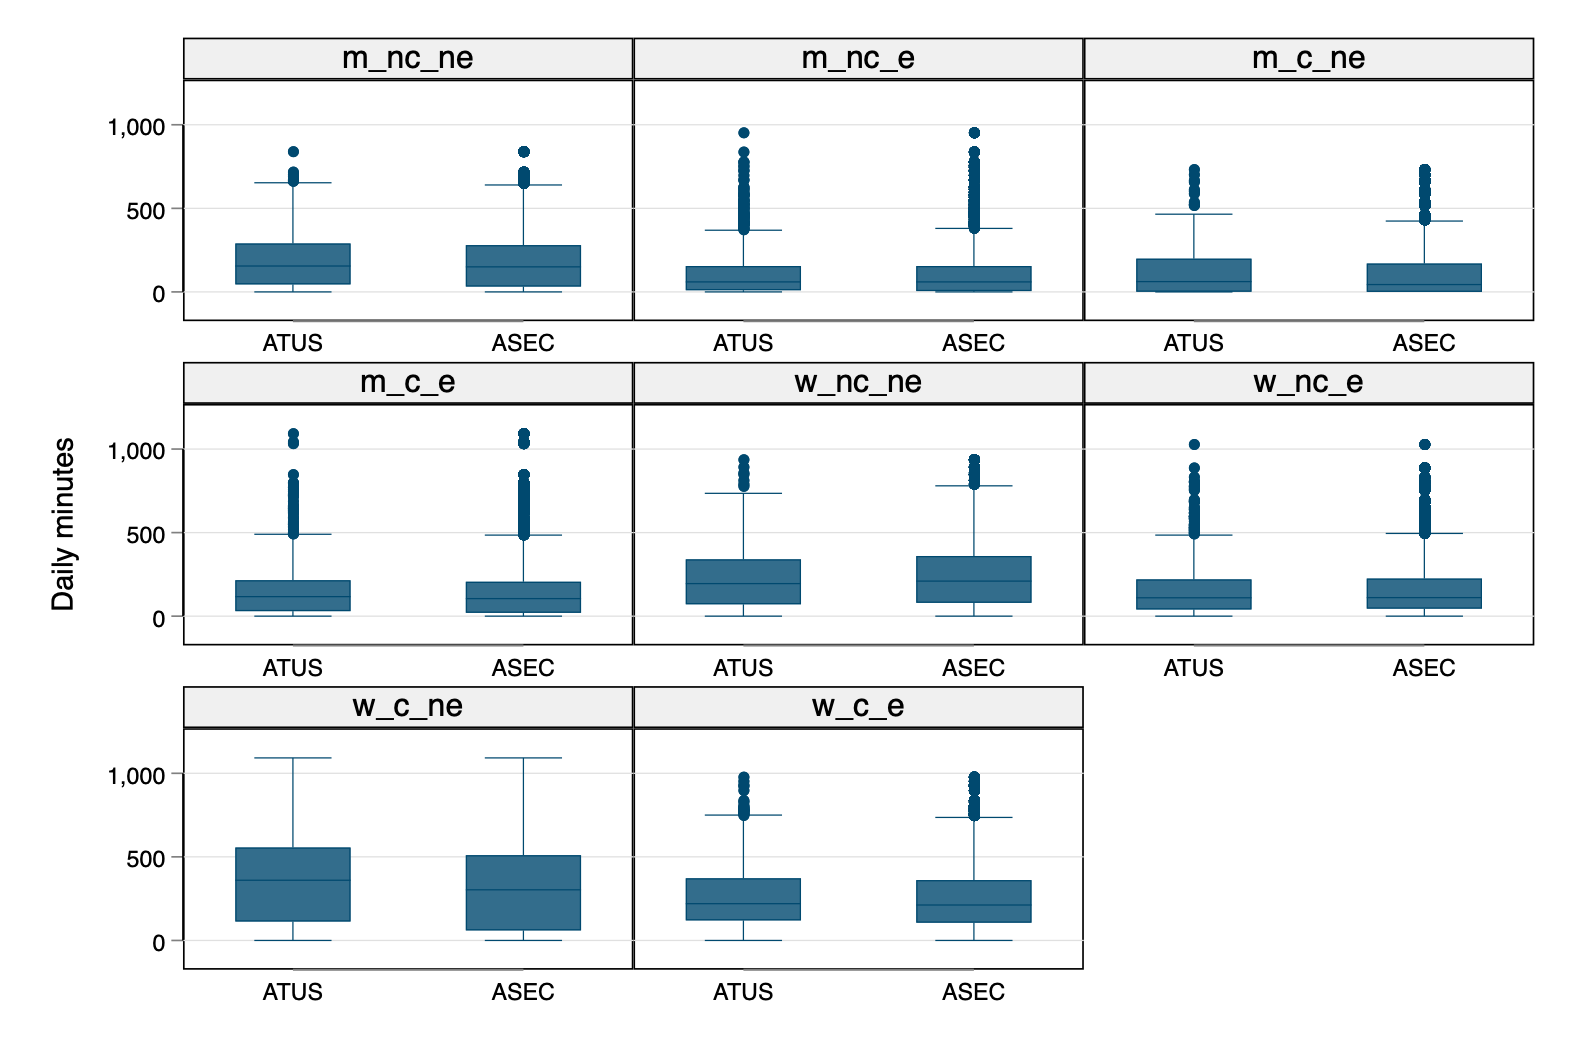 m_nc_ne m_nc_e m_c_ne
1,000
500
0
ATUS ASEC ATUS ASEC ATUS ASEC
m_c_e w_nc_ne w_nc_e
Daily minutes
1,000
500
0
ATUS ASEC ATUS ASEC ATUS ASEC
w_c_ne w_c_e
1,000
500
0
ATUS ASEC ATUS ASEC